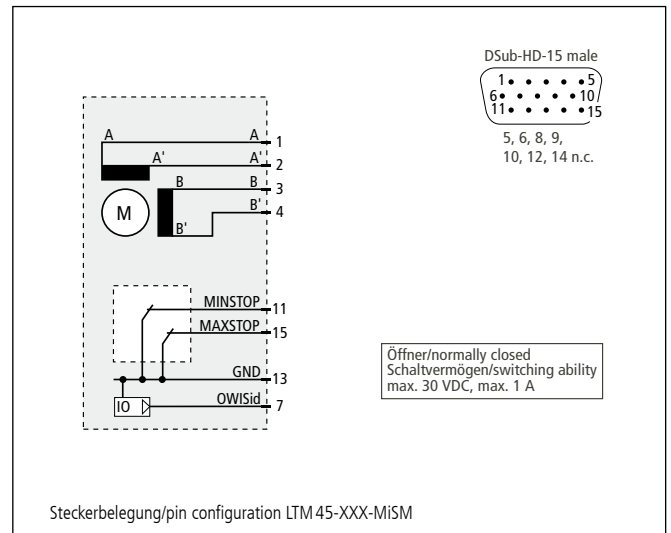 DSub-HD-15 male
1 5
6 10
11 15
5, 6, 8, 9,
10, 12, 14 n.c.
A A 1
A' A' 2
B B 3
B' 4
M
B'
MINSTOP 11
MAXSTOP 15
GND 13
IO OWISid 7
Öffner/normally closed
Schaltvermögen/switching ability
max. 30 VDC, max. 1 A
Steckerbelegung/pin configuration LTM 45-XXX-MiSM